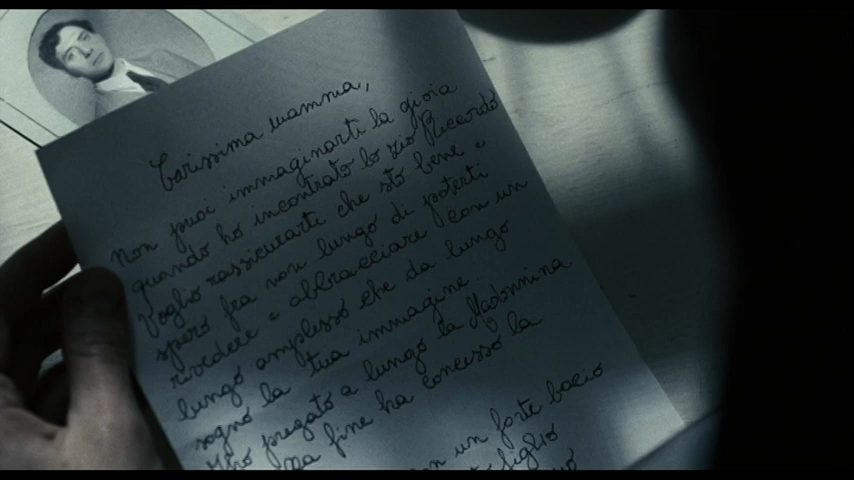 Carissima mamma,
non puoi immaginarti la gioia
quando ho incontrato lo zio Riccardo
Voglio rassicurarti che sto bene e
spero fra non lungo di poterti
rivedere e abbracciare con un
lungo amplesso che da lungo
sogno la tua immagine.
Ho pregato a lungo la Madonnina
fine ha concesso la
un forte bacio
figlio